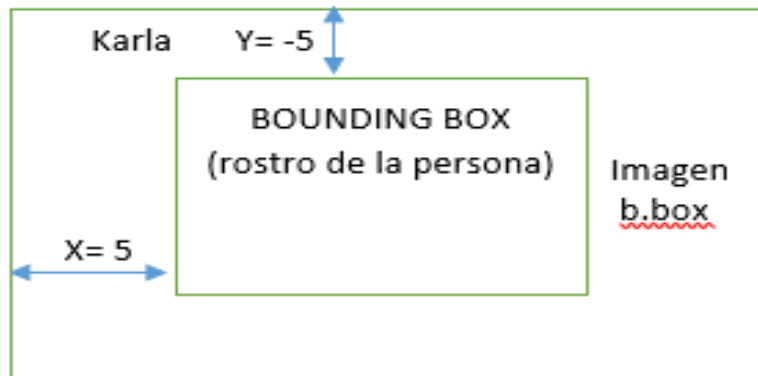 Karla
Y= -5
BOUNDING BOX
(rostro de la persona)
Imagen
b.box
X= 5